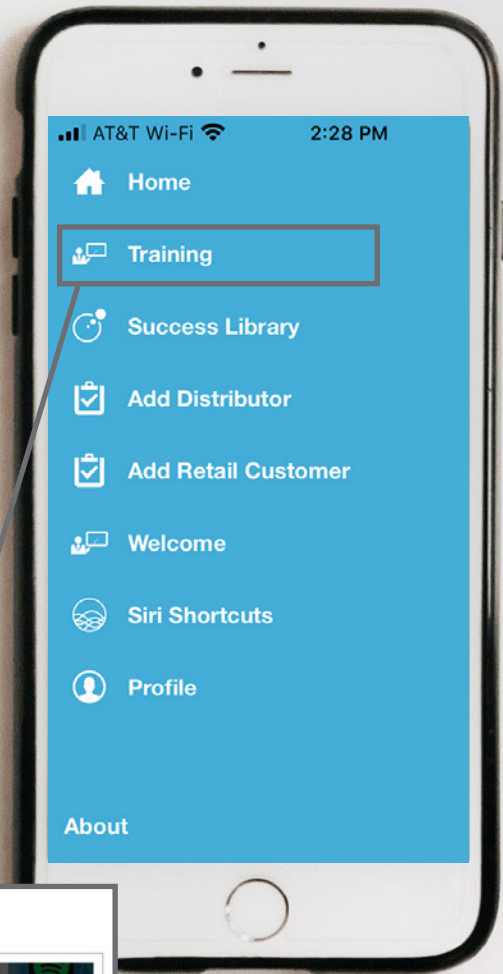 AT&T Wi-Fi 2:28 PM
Home
Training
Success Library
Add Distributor
Add Retail Customer
Welcome
Siri Shortcuts
Profile
About